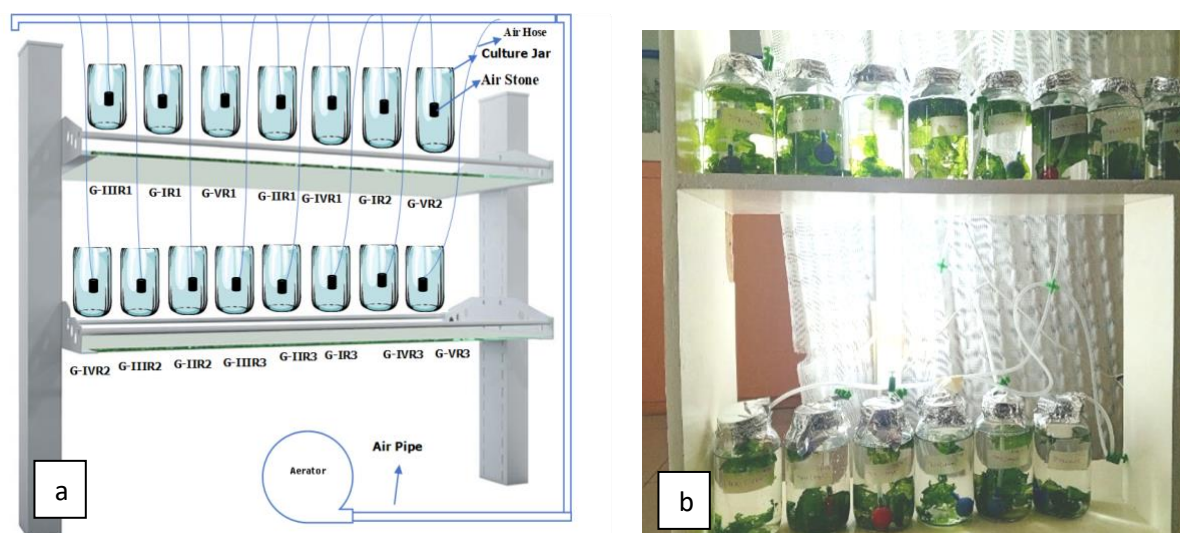 Air Hose
Culture Jar
Air Stone
G-IIIR1 G-IR1 G-VR1 G-IIR1 G-IVR1 G-IR2 G-VR2
G-IVR2 G-IIIR2 G-IIR2 G-IIIR3 G-IIR3 G-IR3 G-IVR3 G-VR3
Air Pipe
Aerator
a
b